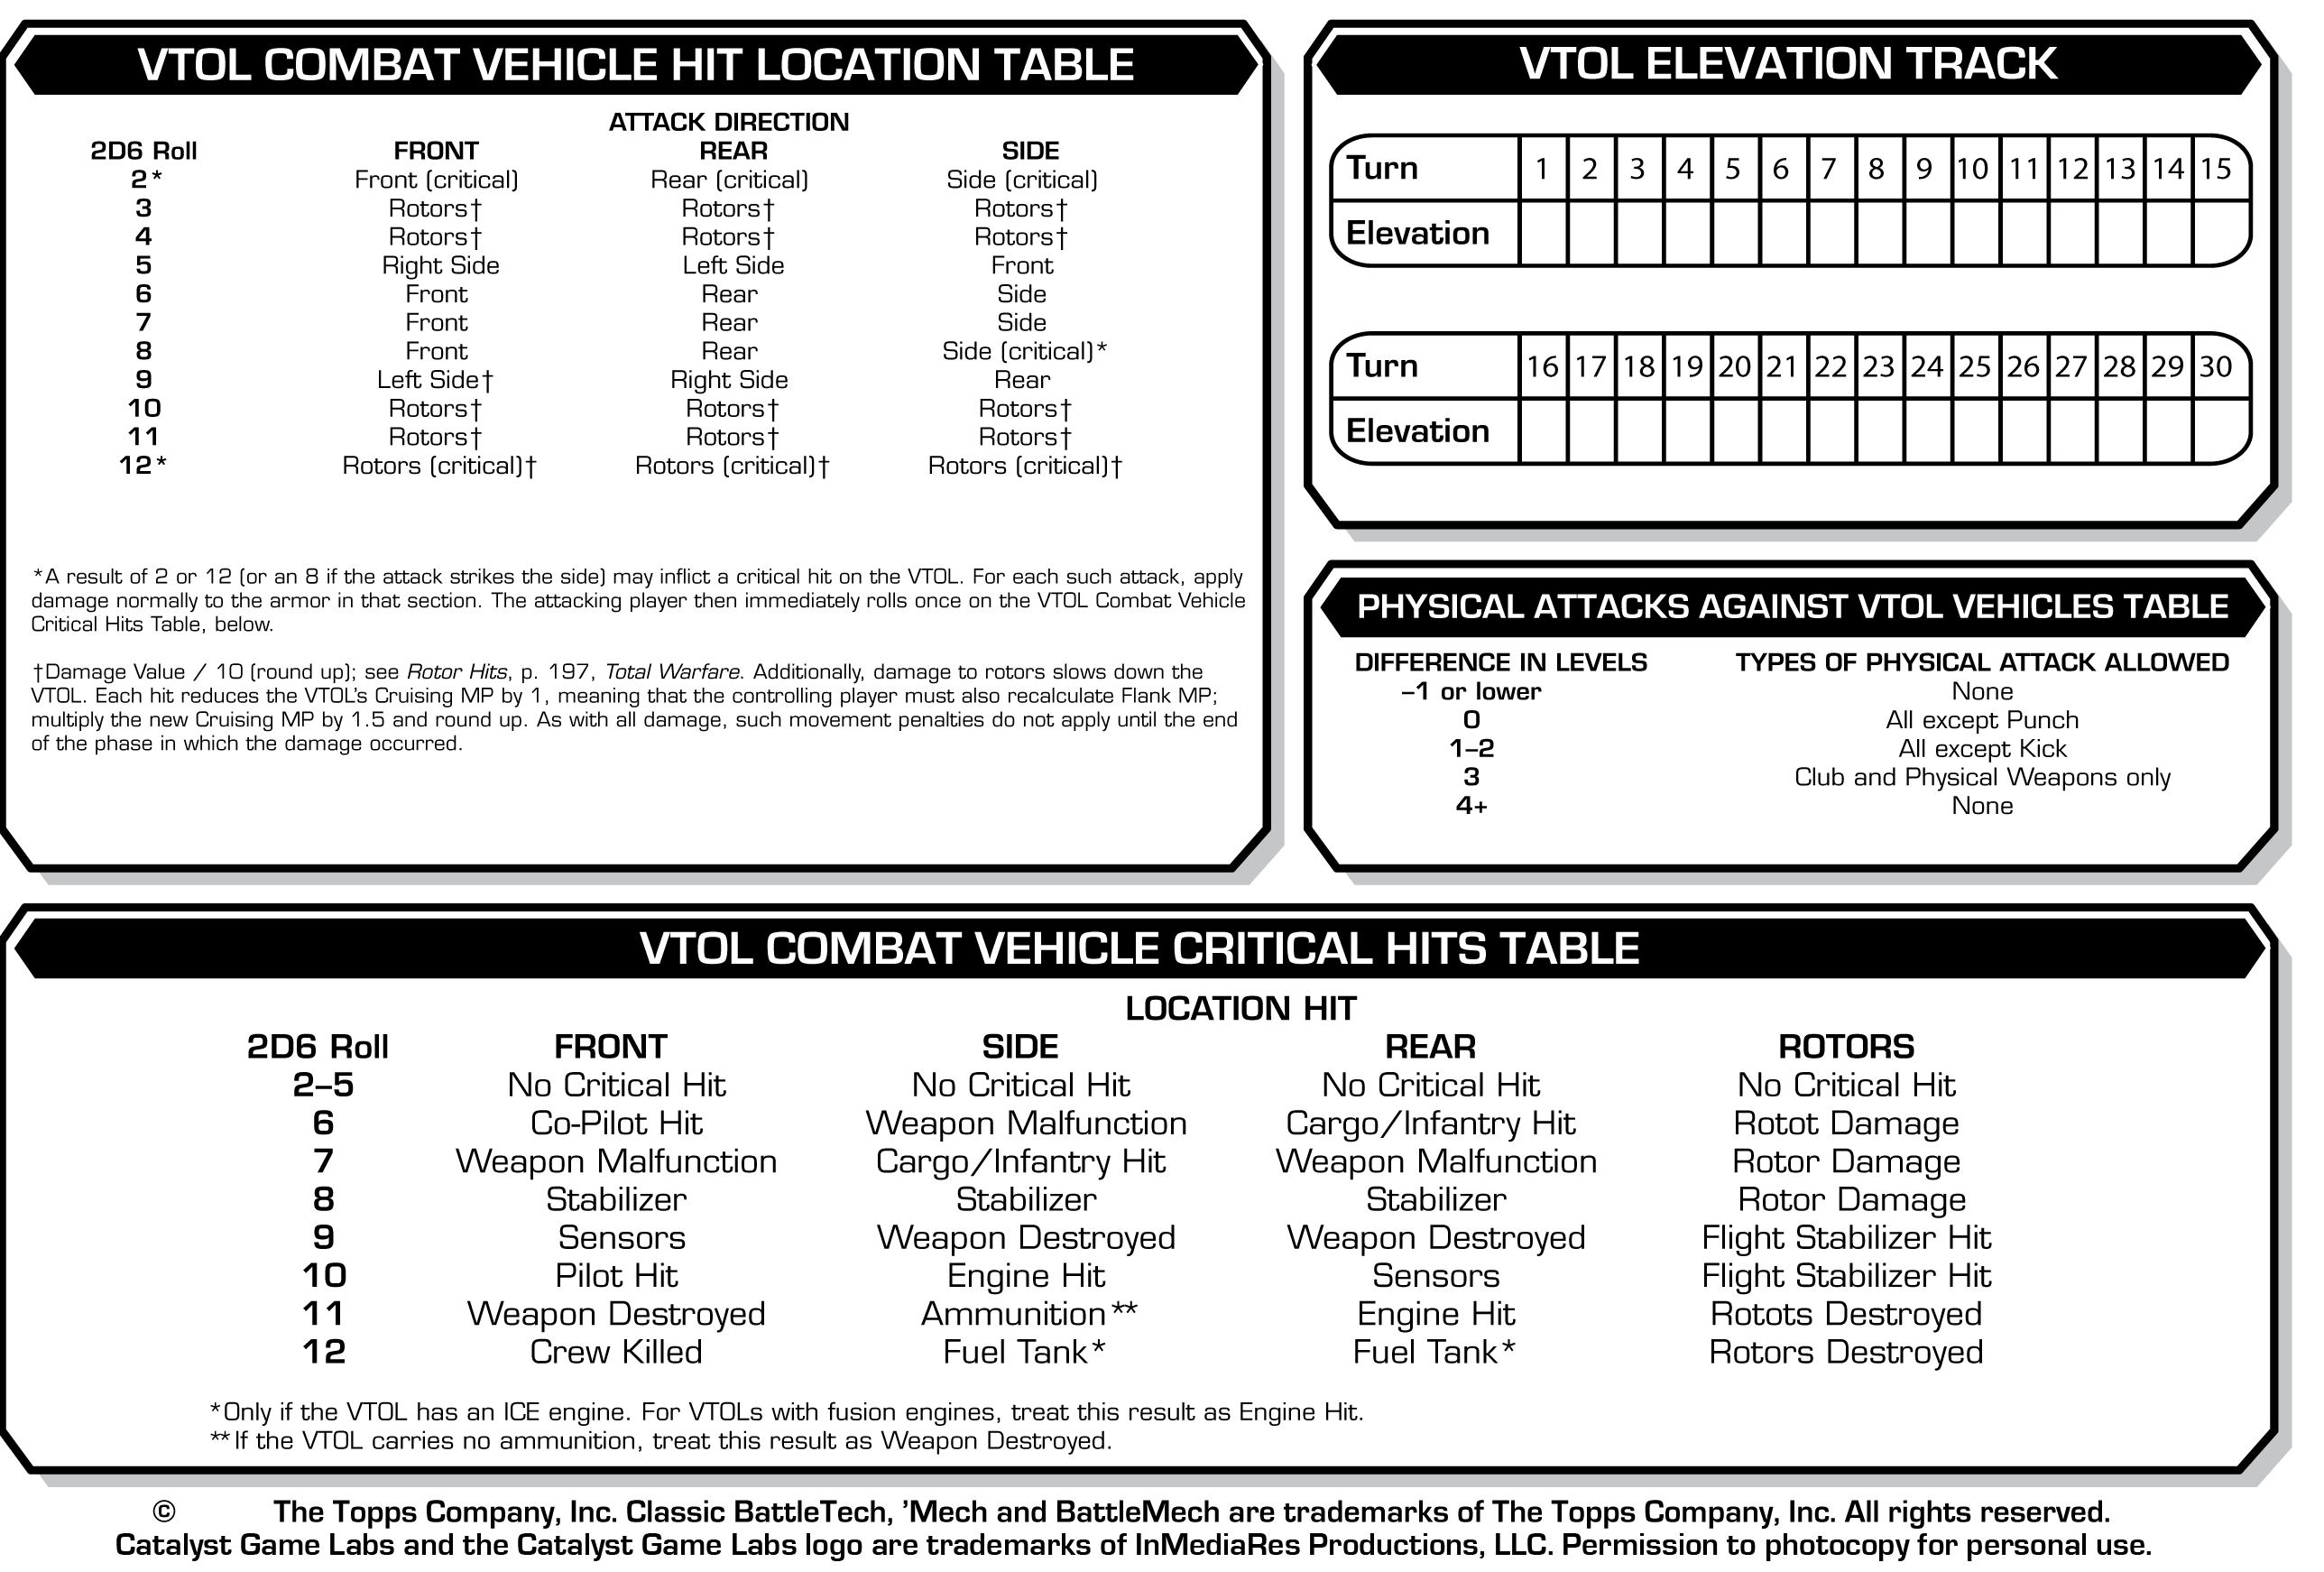 VTOL COMBAT VEHICLE HIT LOCATION TABLE
ATTACK DIRECTION
2D6 Roll FRONT REAR SIDE
2* Front (critical) Rear (critical) Side (critical)
3 Rotors† Rotors† Rotors†
4 Rotors† Rotors† Rotors†
5 Right Side Left Side Front
6 Front Rear Side
7 Front Rear Side
8 Front Rear Side (critical)*
9 Left Side† Right Side Rear
10 Rotors† Rotors† Rotors†
11 Rotors† Rotors† Rotors†
12* Rotors (critical)† Rotors (critical)† Rotors (critical)†
*A result of 2 or 12 (or an 8 if the attack strikes the side) may inflict a critical hit on the VTOL. For each such attack, apply
damage normally to the armor in that section. The attacking player then immediately rolls once on the VTOL Combat Vehicle
Critical Hits Table, below.
†Damage Value / 10 (round up); see Rotor Hits, p. 197, Total Warfare. Additionally, damage to rotors slows down the
VTOL. Each hit reduces the VTOL's Cruising MP by 1, meaning that the controlling player must also recalculate Flank MP;
multiply the new Cruising MP by 1.5 and round up. As with all damage, such movement penalties do not apply until the end
of the phase in which the damage occurred.
VTOL ELEVATION TRACK
Turn 1 2 3 4 5 6 7 8 9 10 11 12 13 14 15
Elevation
Turn 16 17 18 19 20 21 22 23 24 25 26 27 28 29 30
Elevation
PHYSICAL ATTACKS AGAINST VTOL VEHICLES TABLE
DIFFERENCE IN LEVELS TYPES OF PHYSICAL ATTACK ALLOWED
–1 or lower None
0 All except Punch
1–2 All except Kick
3 Club and Physical Weapons only
4+ None
VTOL COMBAT VEHICLE CRITICAL HITS TABLE
LOCATION HIT
2D6 Roll FRONT SIDE REAR ROTORS
2–5 No Critical Hit No Critical Hit No Critical Hit No Critical Hit
6 Co-Pilot Hit Weapon Malfunction Cargo/Infantry Hit Rotot Damage
7 Weapon Malfunction Cargo/Infantry Hit Weapon Malfunction Rotor Damage
8 Stabilizer Stabilizer Stabilizer Rotor Damage
9 Sensors Weapon Destroyed Weapon Destroyed Flight Stabilizer Hit
10 Pilot Hit Engine Hit Sensors Flight Stabilizer Hit
11 Weapon Destroyed Ammunition** Engine Hit Rotots Destroyed
12 Crew Killed Fuel Tank* Fuel Tank* Rotors Destroyed
*Only if the VTOL has an ICE engine. For VTOLs with fusion engines, treat this result as Engine Hit.
**If the VTOL carries no ammunition, treat this result as Weapon Destroyed.
© The Topps Company, Inc. Classic BattleTech, 'Mech and BattleMech are trademarks of The Topps Company, Inc. All rights reserved.
Catalyst Game Labs and the Catalyst Game Labs logo are trademarks of InMediaRes Productions, LLC. Permission to photocopy for personal use.